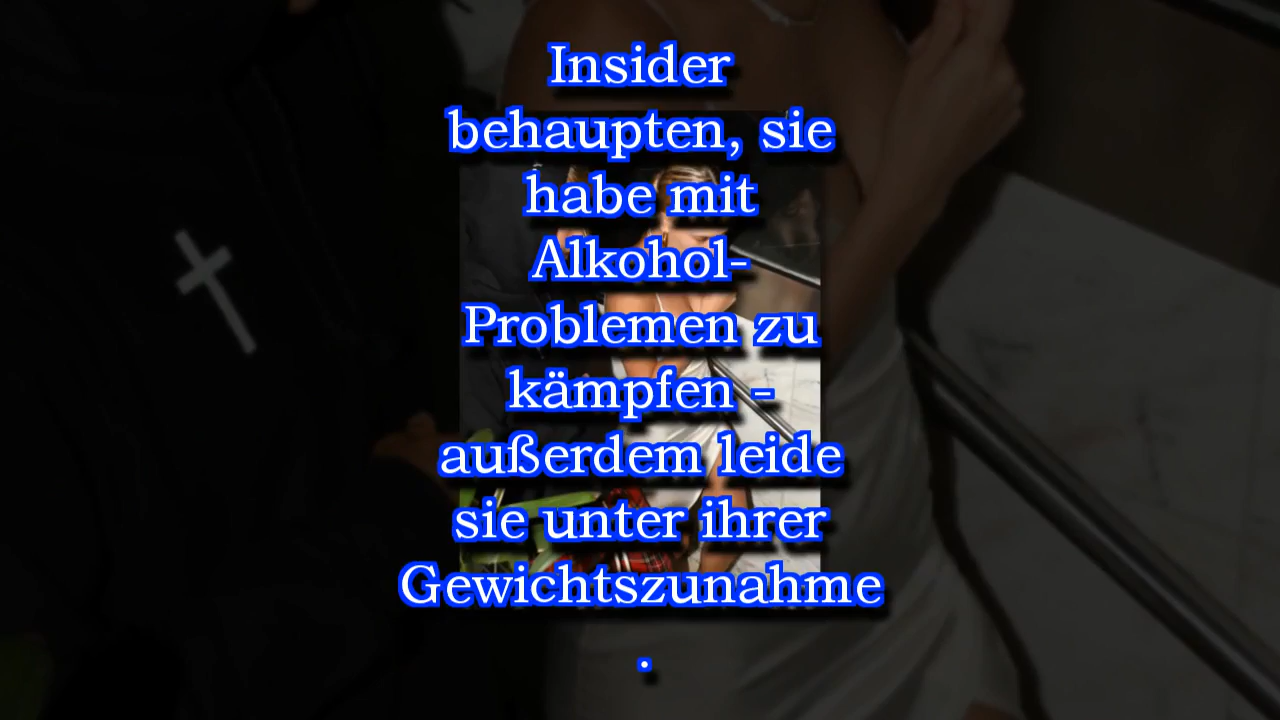 Insider
behaupten, sie
habe mit
Alkohol-
Problemen zu
kämpfen -
außerdem leide
sie unter ihrer
Gewichtszunahme
.